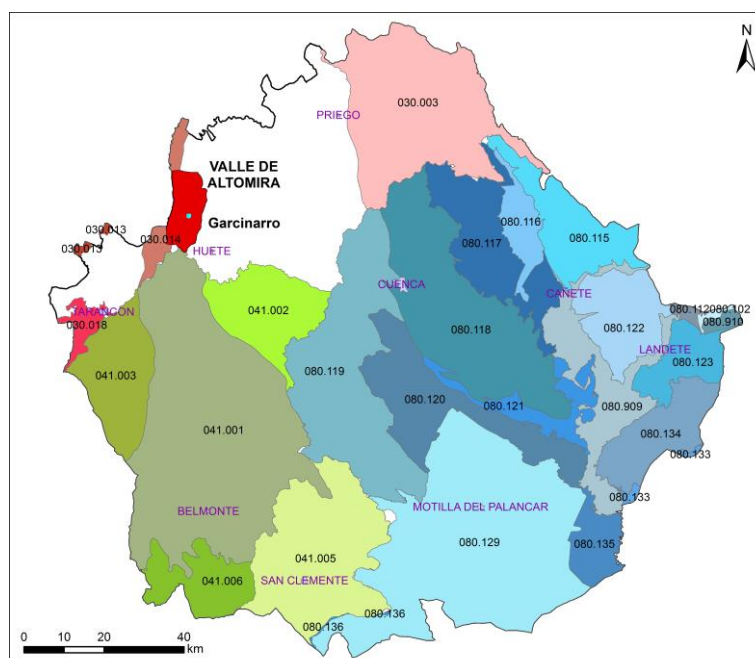 N
030.003
PRIEGO
VALLE DE
ALTOMIRA
080.116
Garcinarro
030.013
030.014
080.117
080.115
030.013
HUETE
CUENCA
CAÑETE
TARANCÓN
041.002
080.112
080.102
030.018
080.118
080.122
080.910
LANDETE
080.123
041.003
080.119
080.120
080.121
080.909
041.001
080.134
080.133
080.133
BELMONTE
MOTILLA DEL PALANCAR
080.129
080.135
041.005
041.006
SAN CLEMENTE
080.136
080.136
0 10 20 40
km